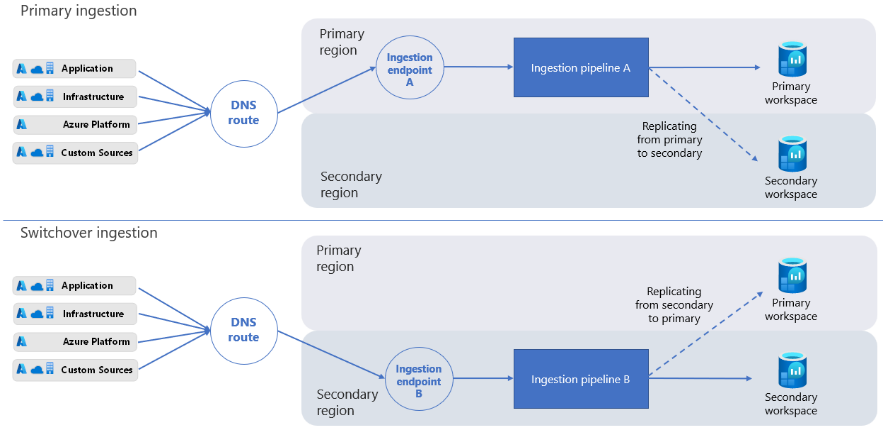 Primary ingestion
Primary
region
Application
Infrastructure
Azure Platform
Custom Sources
DNS
route
Ingestion
endpoint
A
Ingestion pipeline A
Primary
workspace
Replicating
from primary
to secondary
Secondary
region
Secondary
workspace
Switchover ingestion
Primary
region
Application
Infrastructure
Azure Platform
Custom Sources
DNS
route
Replicating
from secondary
to primary
Primary
workspace
Secondary
region
Ingestion
endpoint
B
Ingestion pipeline B
Secondary
workspace